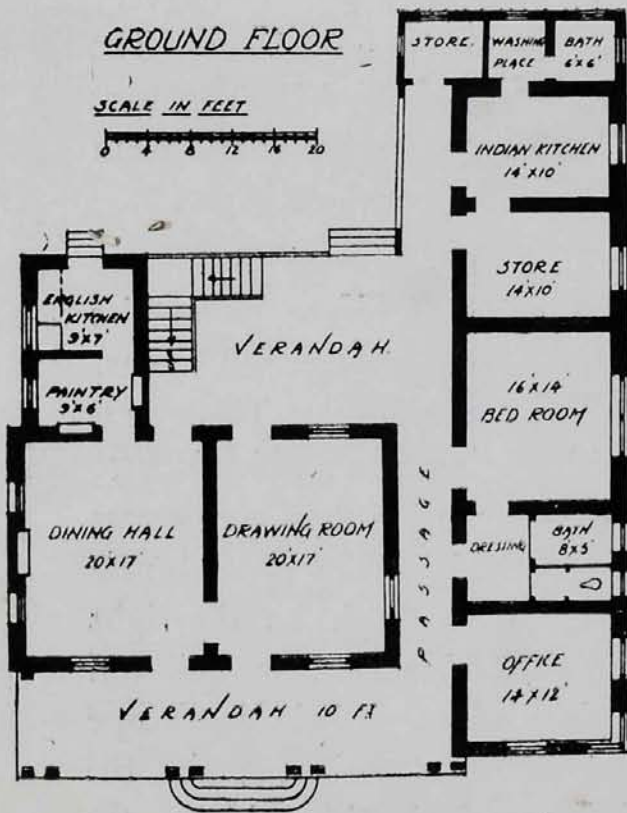 GROUND FLOOR
SCALE IN FEET
0 4 8 12 16 20
STORE.
WASHING
PLACE
BATH
6'X6'
INDIAN KITCHEN
14'X10'
STORE
14'X10'
ENGLISH
KITCHEN
9'X7'
PAINTRY
9'X6'
VERANDAH.
16'X14'
BED ROOM
DINING HALL
20'X17'
DRAWING ROOM
20'X17'
PASSAGE
DRESSING
BATH
8'X5'
OFFICE
VERANDAH 10 FT